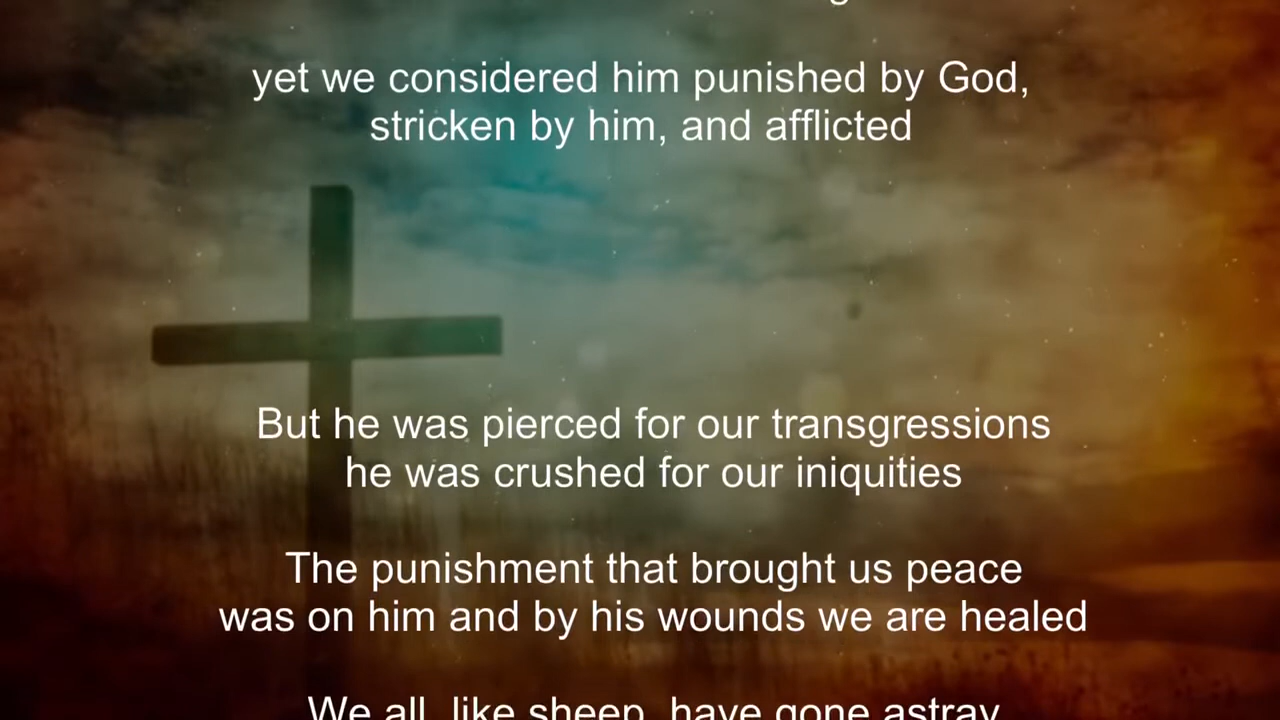 yet we considered him punished by God,
stricken by him, and afflicted
But he was pierced for our transgressions
he was crushed for our iniquities
The punishment that brought us peace
was on him and by his wounds we are healed
We all, like sheep, have gone astray